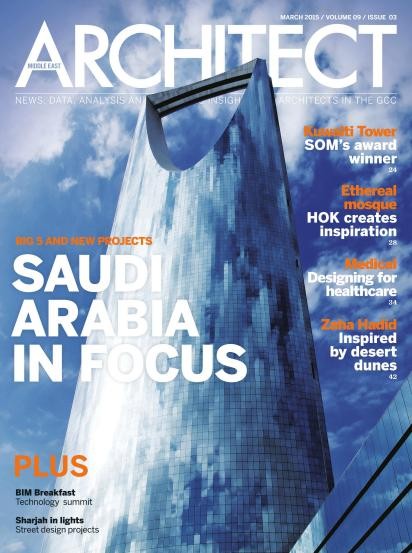 MARCH 2015 / VOLUME 09 / ISSUE 03
ARCHITECT
MIDDLE EAST
NEWS, DATA, ANALYSIS AN INSIGH ARCHITECTS IN THE GCC
Kuwaiti Tower
SOM's award
winner
24
Ethereal
mosque
HOK creates
inspiration
28
Medical
Designing for
healthcare
34
Zaha Hadid
Inspired
by desert
dunes
42
BIG 5 AND NEW PROJECTS
SAUDI
ARABIA
IN FOCUS
PLUS
BIM Breakfast
Technology summit
Sharjah in lights
Street design projects